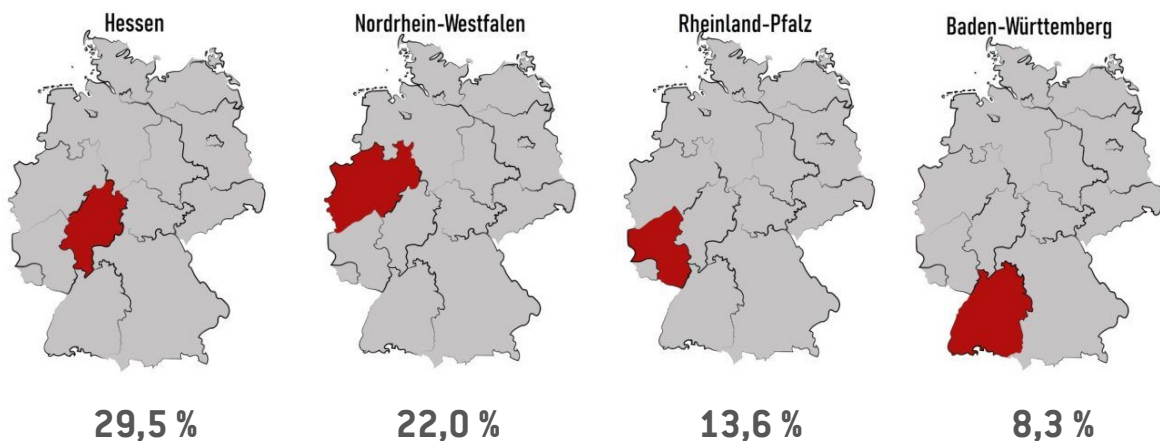 Hessen
Nordrhein-Westfalen
Rheinland-Pfalz
Baden-Württemberg
29,5 %
22,0 %
13,6 %
8,3 %